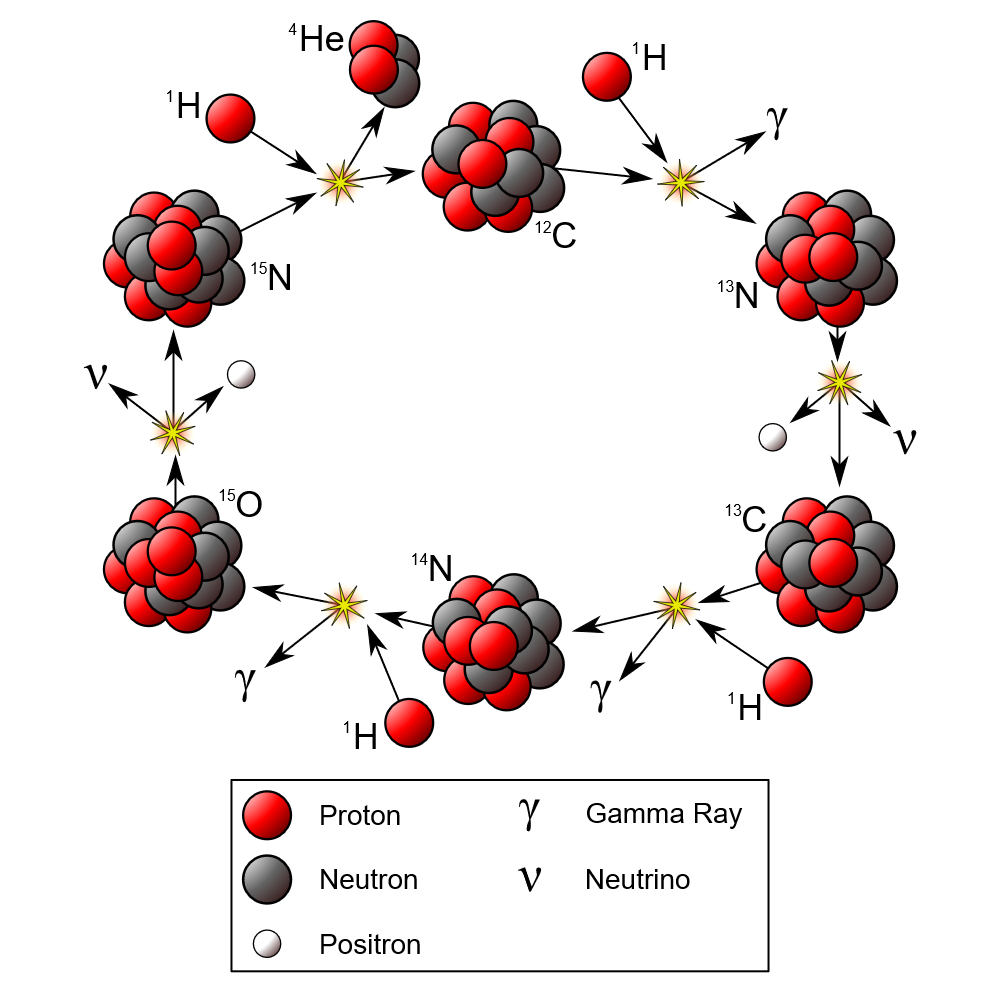 ⁴He
¹H
¹H
γ
¹²C
¹⁵N
¹³N
ν
ν
¹⁵O
¹³C
¹⁴N
γ
γ
¹H
¹H
Proton γ Gamma Ray
Neutron ν Neutrino
Positron